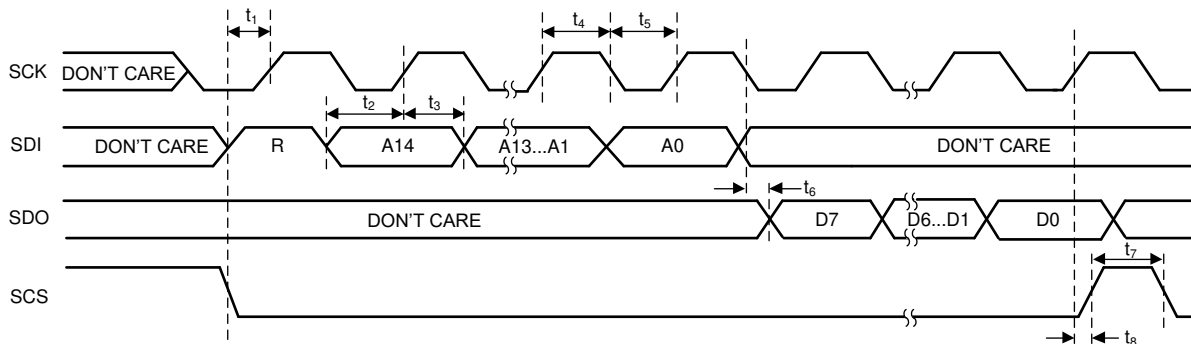 t1 t4 t5
SCK DON'T CARE
t2 t3
SDI DON'T CARE R A14 A13...A1 A0 DON'T CARE
t6
SDO DON'T CARE D7 D6...D1 D0
t7
SCS
t8